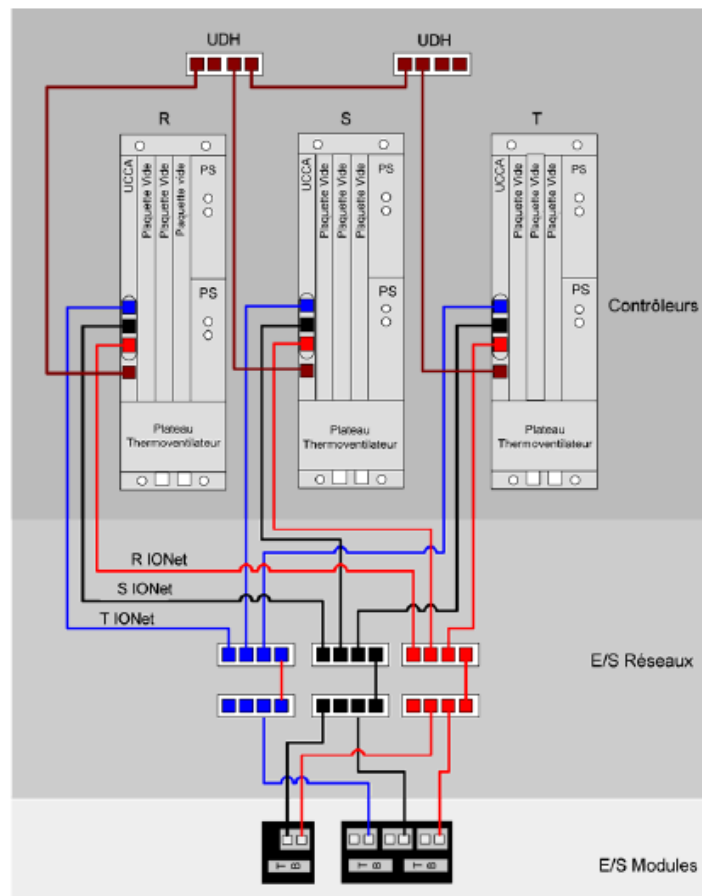 UDH
UDH
R
S
T
UCCA
Paquette Vide
Paquette Vide
Paquette vide
PS
PS
UCCA
Paquette Vide
Paquette Vide
Paquette Vide
PS
PS
UCCA
Paquette Vide
Paquette Vide
Paquette Vide
PS
PS
Contrôleurs
Plateau
Thermoventilateur
Plateau
Thermoventilateur
Plateau
Thermoventilateur
R IONet
S IONet
T IONet
E/S Réseaux
T B
T B
T B
E/S Modules